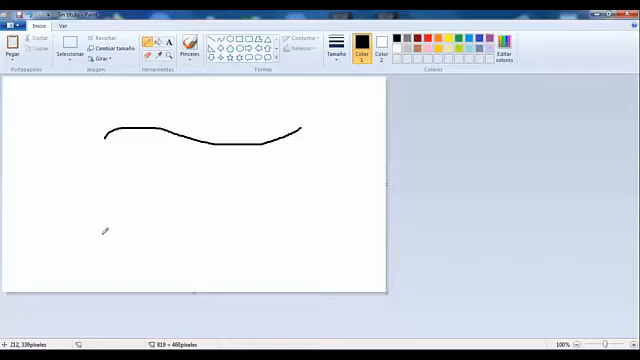 Sin título - Paint
Inicio Ver
Pegar
Cortar
Copiar
Portapapeles
Seleccionar
Recortar
Cambiar tamaño
Girar
Imagen
A
Herramientas
Pinceles
Contorno
Relleno
Formas
Tamaño
Color 1
Color 2
Editar colores
Colores
212, 339píxeles
819 × 460píxeles
100%